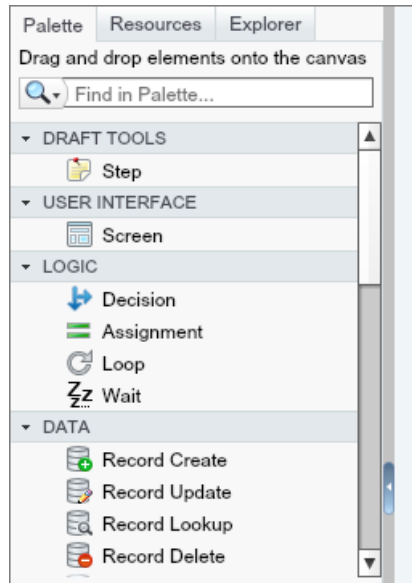 Palette Resources Explorer
Drag and drop elements onto the canvas
Find in Palette...
DRAFT TOOLS
Step
USER INTERFACE
Screen
LOGIC
Decision
Assignment
Loop
Zzz Wait
DATA
Record Create
Record Update
Record Lookup
Record Delete